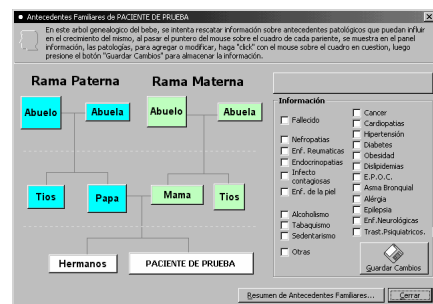 Antecedentes Familiares de PACIENTE DE PRUEBA
En este arbol genealogico del bebe, se intenta rescatar información sobre antecedentes patológicos que puedan influir
en el crecimiento del mismo, al pasar el puntero del mouse sobre el cuadro de cada pariente, se muestra en el panel
información, las patologías, para agregar o modificar, haga "click" con el mouse sobre el cuadro en cuestion, luego
presione el botón "Guardar Cambios" para almacenar la información.
Rama Paterna
Rama Materna
Abuelo
Abuela
Abuelo
Abuela
Tios
Papa
Mama
Tios
Hermanos
PACIENTE DE PRUEBA
Información
Fallecido
Nefropatias
Enf. Reumaticas
Endocrinopatias
Infecto
contagiosas
Enf. de la piel
Alcoholismo
Tabaquismo
Sedentarismo
Otras
Cancer
Cardiopatias
Hipertensión
Diabetes
Obesidad
Dislipidemias
E.P.O.C.
Asma Bronquial
Alérgia
Epilepsia
Enf.Neurológicas
Trast.Psiquiatricos.
Guardar Cambios
Resumen de Antecedentes Familiares...
Cerrar